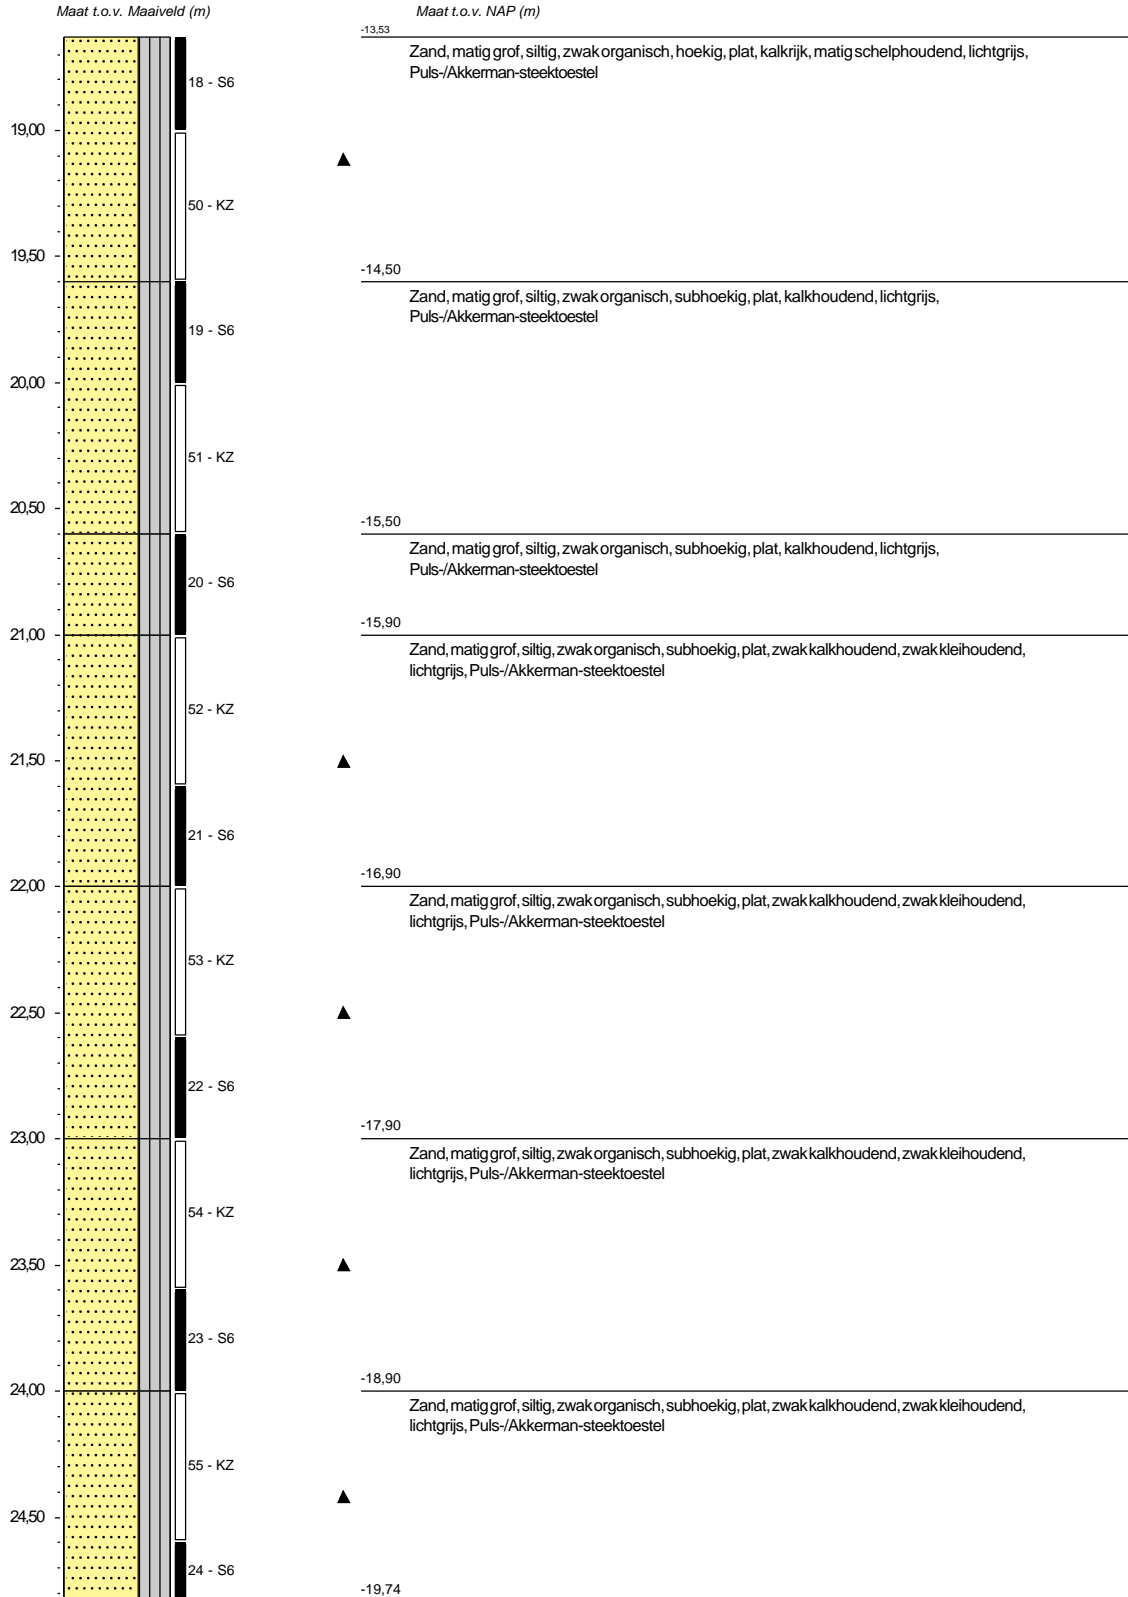 Maat t.o.v. Maaiveld (m)
Maat t.o.v. NAP (m)
-13,53
Zand, matig grof, siltig, zwak organisch, hoekig, plat, kalkrijk, matig schelphoudend, lichtgrijs,
Puls-/Akkerman-steektoestel
18 - S6
19,00
50 - KZ
19,50
-14,50
Zand, matig grof, siltig, zwak organisch, subhoekig, plat, kalkhoudend, lichtgrijs,
Puls-/Akkerman-steektoestel
19 - S6
20,00
51 - KZ
20,50
-15,50
Zand, matig grof, siltig, zwak organisch, subhoekig, plat, kalkhoudend, lichtgrijs,
Puls-/Akkerman-steektoestel
20 - S6
-15,90
21,00
Zand, matig grof, siltig, zwak organisch, subhoekig, plat, zwak kalkhoudend, zwak kleihoudend,
lichtgrijs, Puls-/Akkerman-steektoestel
52 - KZ
21,50
21 - S6
-16,90
22,00
Zand, matig grof, siltig, zwak organisch, subhoekig, plat, zwak kalkhoudend, zwak kleihoudend,
lichtgrijs, Puls-/Akkerman-steektoestel
53 - KZ
22,50
22 - S6
-17,90
23,00
Zand, matig grof, siltig, zwak organisch, subhoekig, plat, zwak kalkhoudend, zwak kleihoudend,
lichtgrijs, Puls-/Akkerman-steektoestel
54 - KZ
23,50
23 - S6
-18,90
24,00
Zand, matig grof, siltig, zwak organisch, subhoekig, plat, zwak kalkhoudend, zwak kleihoudend,
lichtgrijs, Puls-/Akkerman-steektoestel
55 - KZ
24,50
24 - S6
-19,74